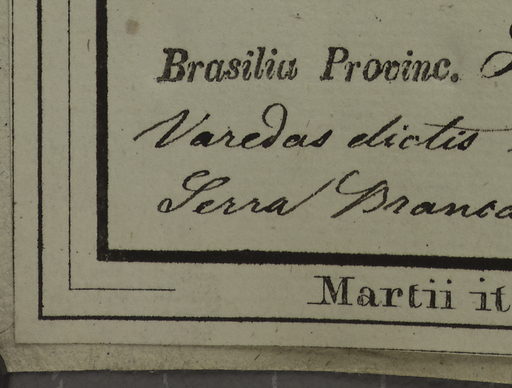 Brasilia Provinc.
Varedas dictis
Serra Branca
Martii it